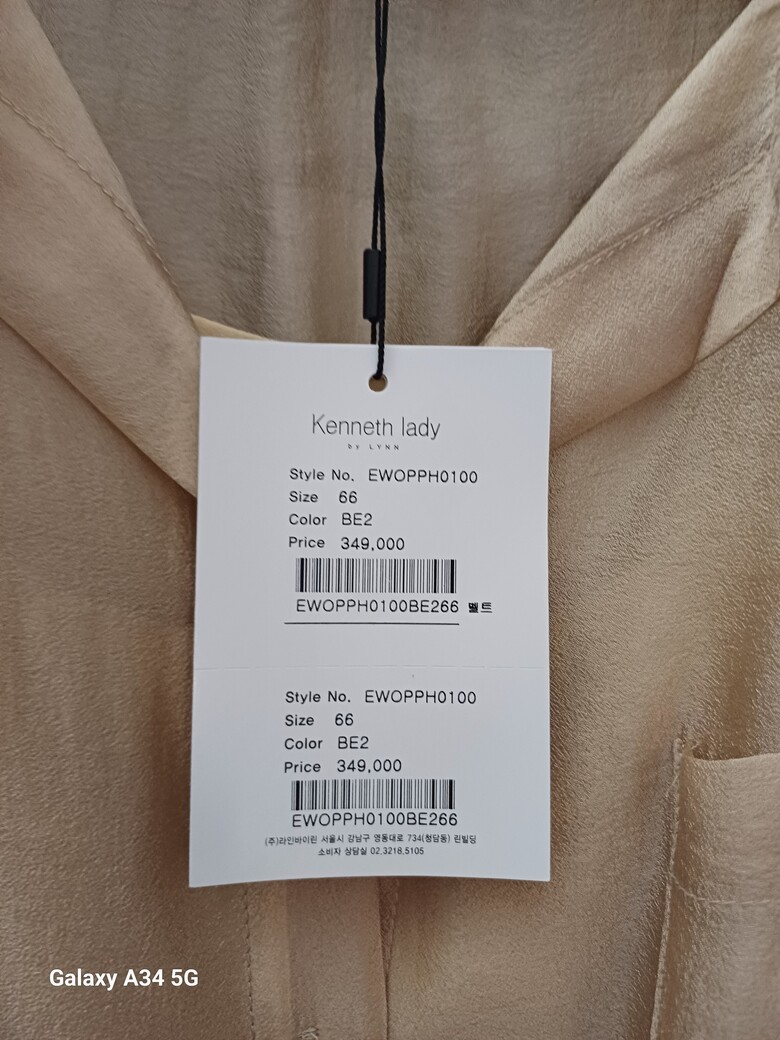 Kenneth lady
by LYNN
Style No. EWOPPH0100
Size 66
Color BE2
Price 349,000
EWOPPH0100BE266 벨트
Style No. EWOPPH0100
Size 66
Color BE2
Price 349,000
EWOPPH0100BE266
(주)라인바이린 서울시 강남구 영동대로 734(청담동) 린빌딩
소비자 상담실 02.3218.5105
Galaxy A34 5G